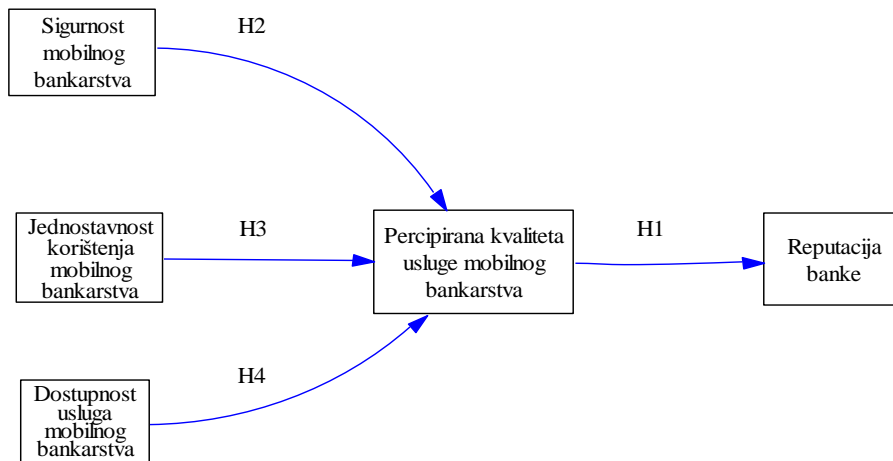 Sigurnost
mobilnog
bankarstva
H2
Jednostavnost
korištenja
mobilnog
bankarstva
H3
Percipirana kvaliteta
usluge mobilnog
bankarstva
H1
Reputacija
banke
H4
Dostupnost
usluga
mobilnog
bankarstva